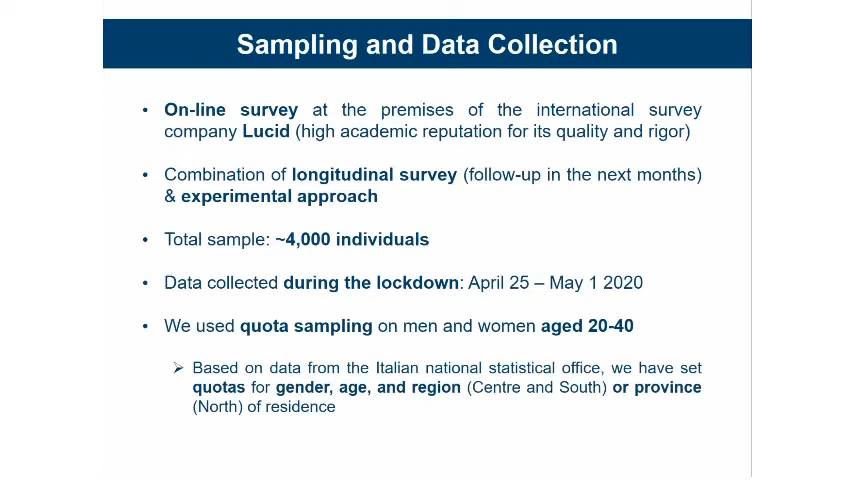 Sampling and Data Collection
• On-line survey at the premises of the international survey
company Lucid (high academic reputation for its quality and rigor)
• Combination of longitudinal survey (follow-up in the next months)
& experimental approach
• Total sample: ~4,000 individuals
• Data collected during the lockdown: April 25 – May 1 2020
• We used quota sampling on men and women aged 20-40
➢ Based on data from the Italian national statistical office, we have set
quotas for gender, age, and region (Centre and South) or province
(North) of residence